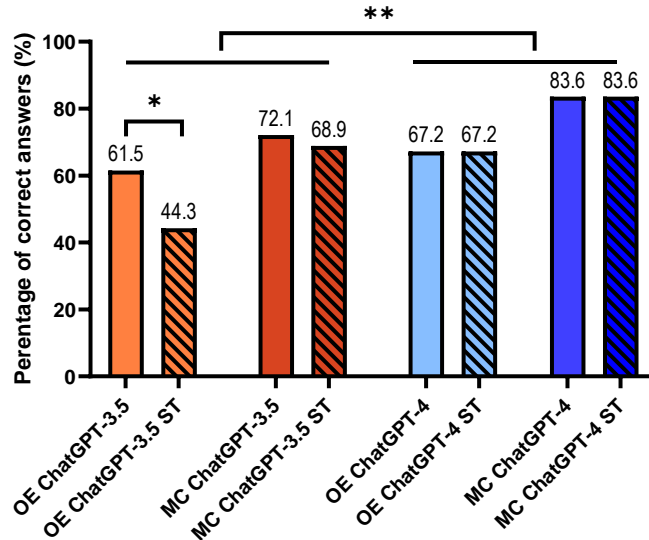 **
Perentage of correct answers (%)
100
80
60
40
20
0
*
61.5
44.3
72.1
68.9
67.2
67.2
83.6
83.6
OE ChatGPT-3.5
OE ChatGPT-3.5 ST
MC ChatGPT-3.5
MC ChatGPT-3.5 ST
OE ChatGPT-4
OE ChatGPT-4 ST
MC ChatGPT-4
MC ChatGPT-4 ST